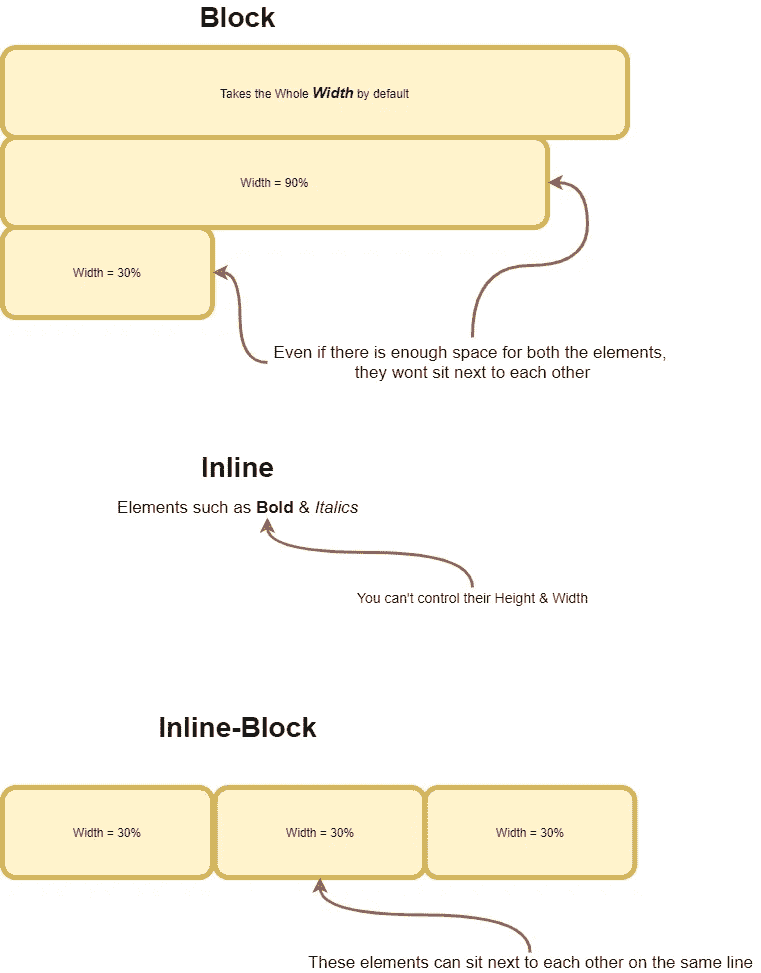 Block
Takes the Whole Width by default
Width = 90%
Width = 30%
Even if there is enough space for both the elements,
they wont sit next to each other
Inline
Elements such as Bold & Italics
You can't control their Height & Width
Inline-Block
Width = 30%
Width = 30%
Width = 30%
These elements can sit next to each other on the same line